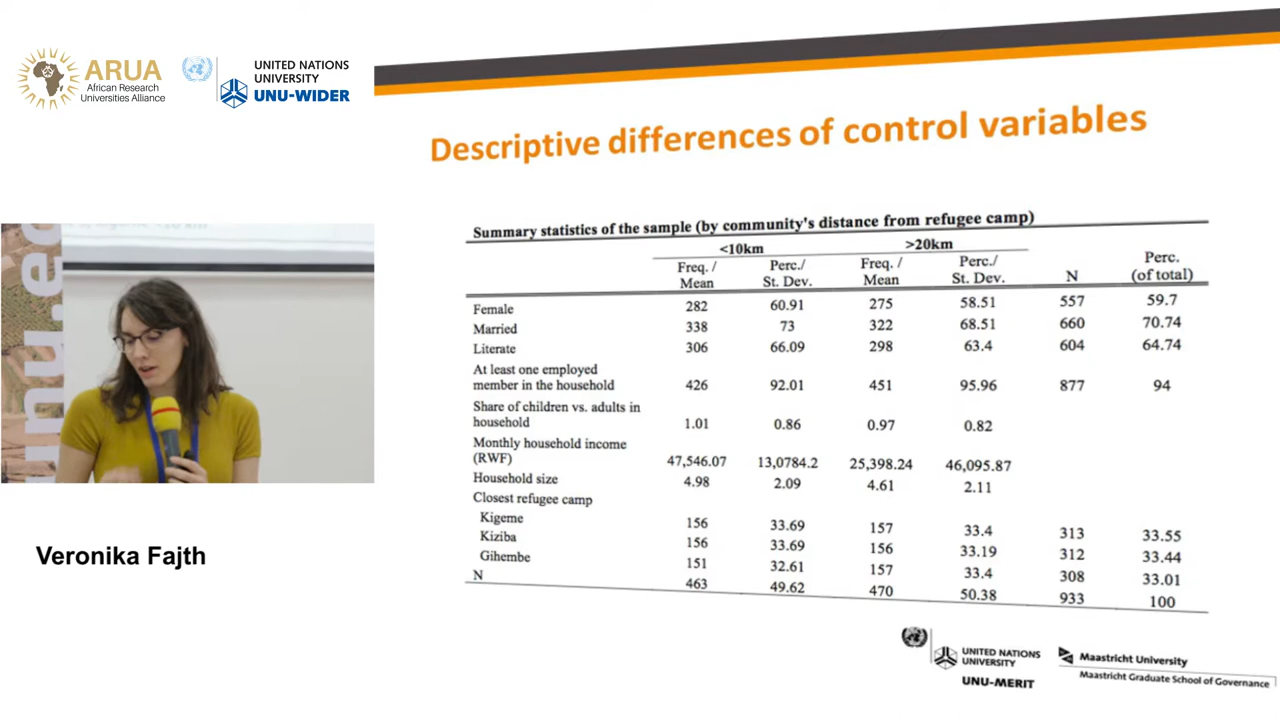 ARUA
African Research
Universities Alliance
UNITED NATIONS
UNIVERSITY
UNU-WIDER
Descriptive differences of control variables
Summary statistics of the sample (by community's distance from refugee camp)
<10km >20km
Freq. / Mean Perc./ St. Dev. Freq. / Mean Perc./ St. Dev. N Perc. (of total)
Female 282 60.91 275 58.51 557 59.7
Married 338 73 322 68.51 660 70.74
Literate 306 66.09 298 63.4 604 64.74
At least one employed
member in the household 426 92.01 451 95.96 877 94
Share of children vs. adults in
household 1.01 0.86 0.97 0.82
Monthly household income
(RWF) 47,546.07 13,0784.2 25,398.24 46,095.87
Household size 4.98 2.09 4.61 2.11
Closest refugee camp
Kigeme 156 33.69 157 33.4 313 33.55
Kiziba 156 33.69 156 33.19 312 33.44
Gihembe 151 32.61 157 33.4 308 33.01
N 463 49.62 470 50.38 933 100
unu.ed
Veronika Fajth
UNITED NATIONS
UNIVERSITY
UNU-MERIT
Maastricht University
Maastricht Graduate School of Governance